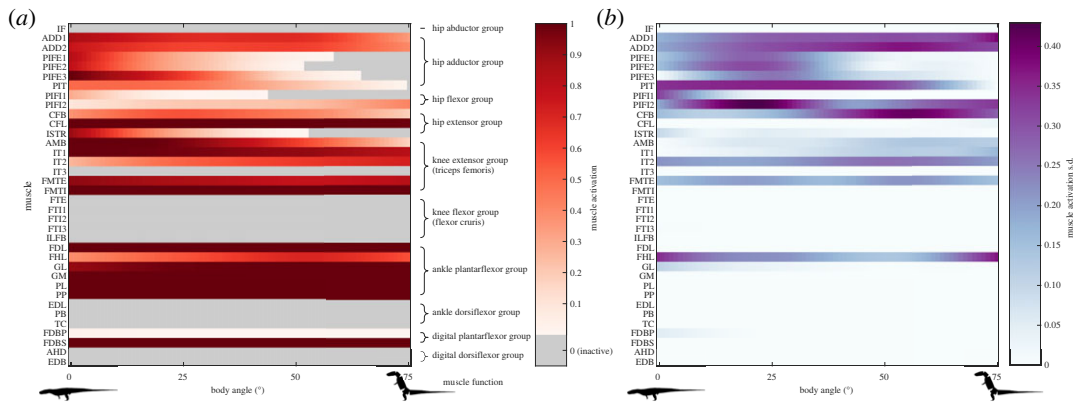 (a)
muscle
IF
ADD1
ADD2
PIFE1
PIFE2
PIFE3
PIT
PIFI1
PIFI2
CFB
CFL
ISTR
AMB
IT1
IT2
IT3
FMTE
FMTI
FTE
FTI1
FTI2
FTI3
ILFB
FDL
FHL
GL
GM
PL
PP
EDL
PB
TC
FDBP
FDBS
AHD
EDB
0 25 50 75
body angle (°)
hip abductor group
hip adductor group
hip flexor group
hip extensor group
knee extensor group
(triceps femoris)
knee flexor group
(flexor cruris)
ankle plantarflexor group
ankle dorsiflexor group
digital plantarflexor group
digital dorsiflexor group
muscle function
1
0.9
0.8
0.7
0.6
0.5
0.4
0.3
0.2
0.1
0 (inactive)
muscle activation
(b)
IF
ADD1
ADD2
PIFE1
PIFE2
PIFE3
PIT
PIFI1
PIFI2
CFB
CFL
ISTR
AMB
IT1
IT2
IT3
FMTE
FMTI
FTE
FTI1
FTI2
FTI3
ILFB
FDL
FHL
GL
GM
PL
PP
EDL
PB
TC
FDBP
FDBS
AHD
EDB
0 25 50 75
body angle (°)
0.40
0.35
0.30
0.25
0.20
0.15
0.10
0.05
0
muscle activation s.d.